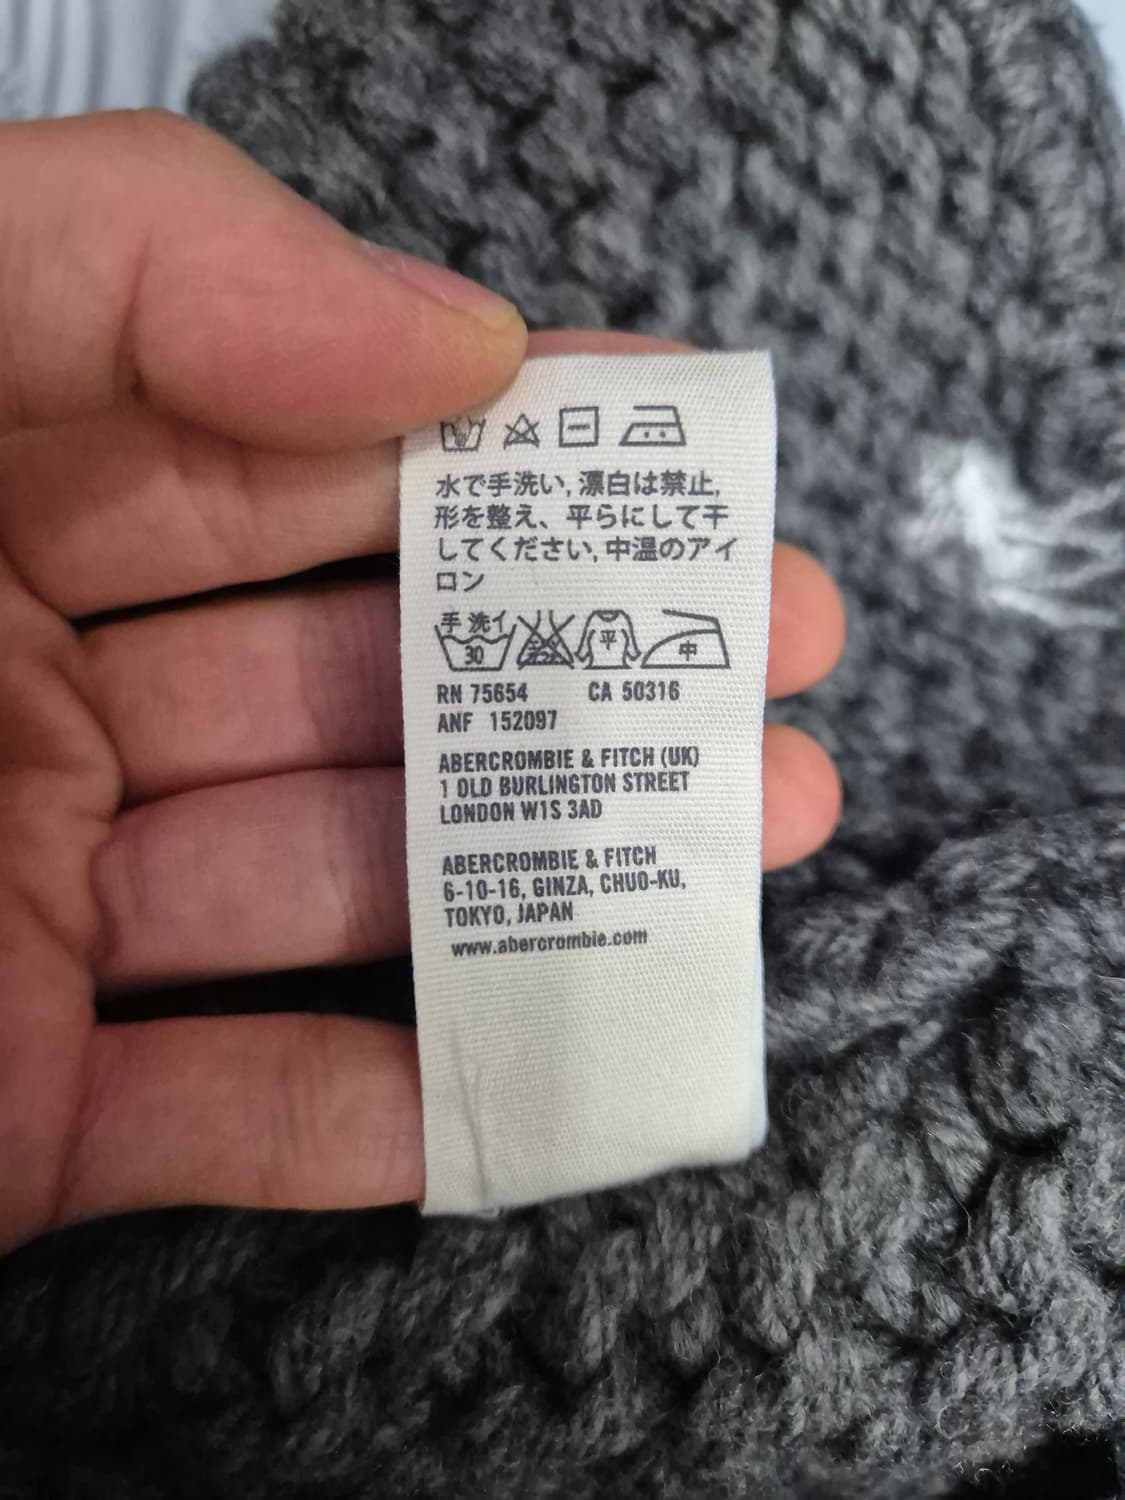 水で手洗い, 漂白は禁止,
形を整え、平らにして干
してください, 中温のアイ
ロン
手洗イ
30
平
中
RN 75654 CA 50316
ANF 152097
ABERCROMBIE & FITCH (UK)
1 OLD BURLINGTON STREET
LONDON W1S 3AD
ABERCROMBIE & FITCH
6-10-16, GINZA, CHUO-KU,
TOKYO, JAPAN
www.abercrombie.com